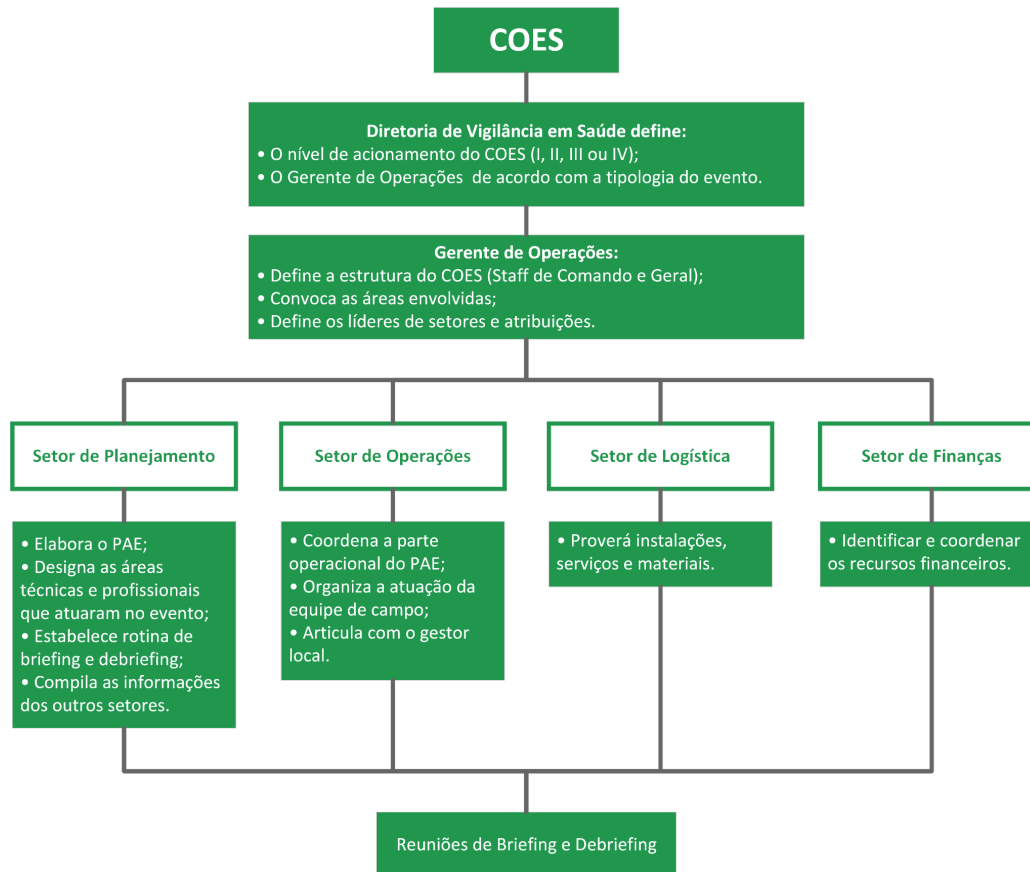 COES
Diretoria de Vigilância em Saúde define:
• O nível de acionamento do COES (I, II, III ou IV);
• O Gerente de Operações de acordo com a tipologia do evento.
Gerente de Operações:
• Define a estrutura do COES (Staff de Comando e Geral);
• Convoca as áreas envolvidas;
• Define os líderes de setores e atribuições.
Setor de Planejamento
Setor de Operações
Setor de Logística
Setor de Finanças
• Elabora o PAE;
• Designa as áreas
técnicas e profissionais
que atuaram no evento;
• Estabelece rotina de
briefing e debriefing;
• Compila as informações
dos outros setores.
• Coordena a parte
operacional do PAE;
• Organiza a atuação da
equipe de campo;
• Articula com o gestor
local.
• Proverá instalações,
serviços e materiais.
• Identificar e coordenar
os recursos financeiros.
Reuniões de Briefing e Debriefing